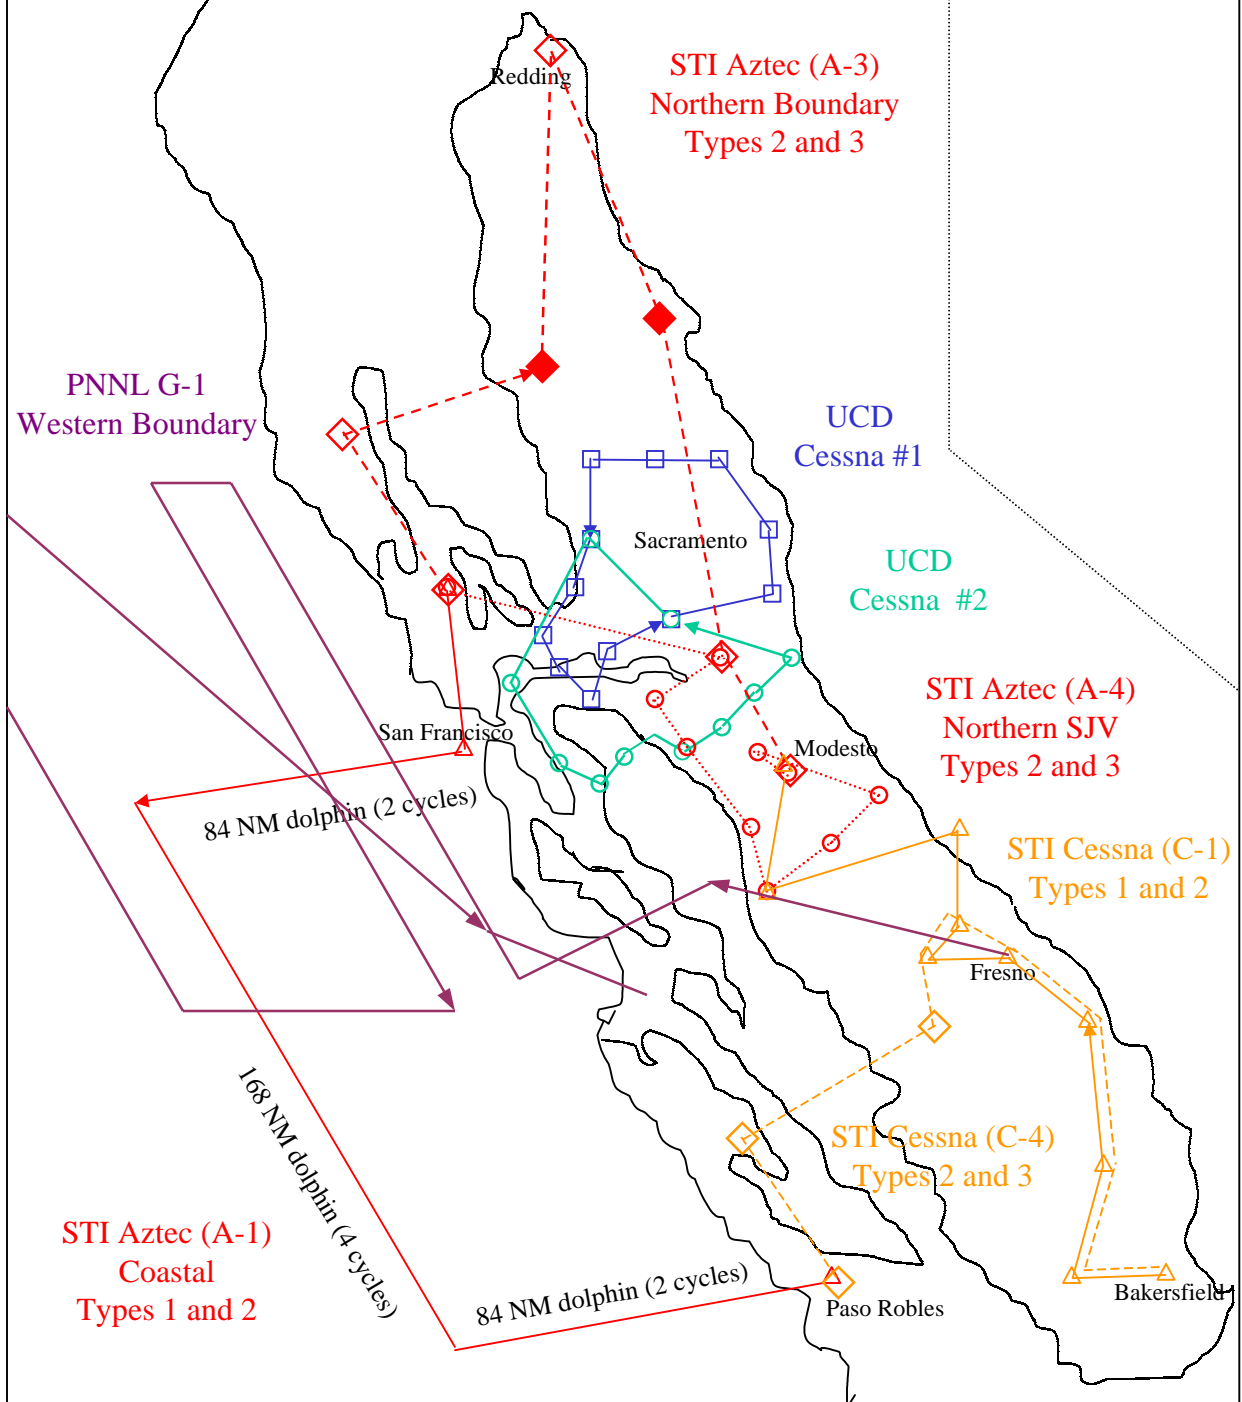 STI Aztec (A-3)
Northern Boundary
Types 2 and 3
Redding
PNNL G-1
Western Boundary
UCD
Cessna #1
Sacramento
UCD
Cessna #2
STI Aztec (A-4)
Northern SJV
Types 2 and 3
San Francisco
Modesto
84 NM dolphin (2 cycles)
STI Cessna (C-1)
Types 1 and 2
Fresno
168 NM dolphin (4 cycles)
STI Cessna (C-4)
Types 2 and 3
STI Aztec (A-1)
Coastal
Types 1 and 2
84 NM dolphin (2 cycles)
Paso Robles
Bakersfield